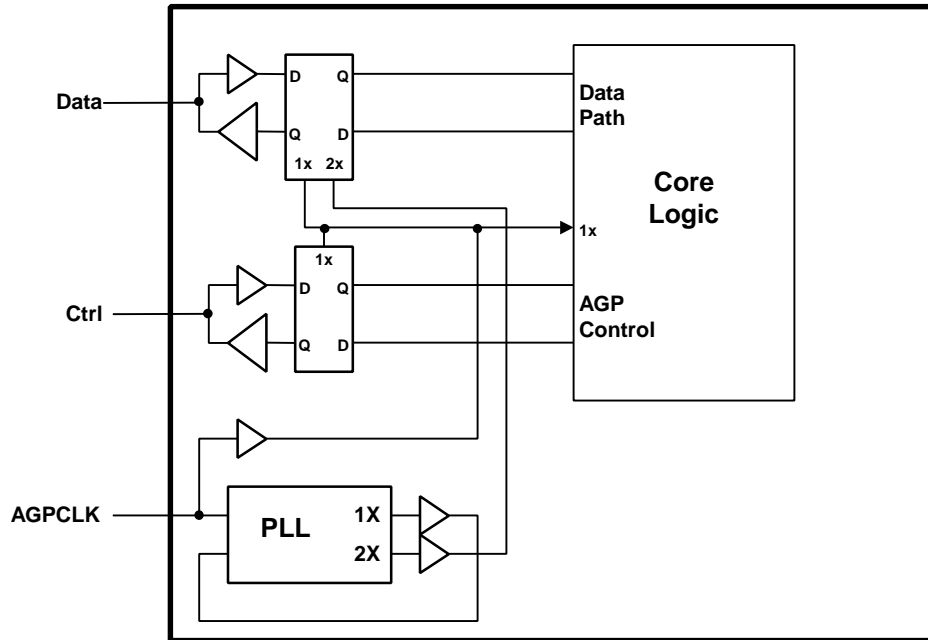 D Q
Data
Data
Path
Q D
1x 2x
Core
Logic
1x
1x
D Q
Ctrl
AGP
Control
Q D
AGPCLK
PLL
1X
2X